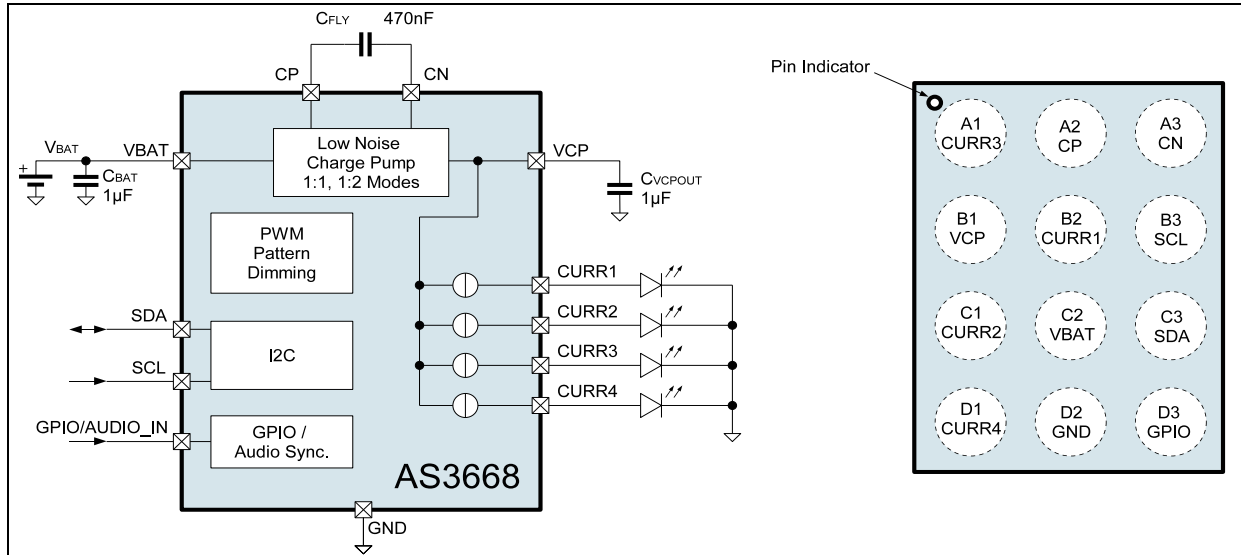 CFLY 470nF
CP CN
Low Noise
Charge Pump
1:1, 1:2 Modes
VBAT VBAT
+
CBAT
1µF
VCP
CVCPOUT
1µF
PWM
Pattern
Dimming
SDA
SCL
I2C
GPIO/AUDIO_IN
GPIO /
Audio Sync.
CURR1
CURR2
CURR3
CURR4
AS3668
GND
Pin Indicator
A1
CURR3
A2
CP
A3
CN
B1
VCP
B2
CURR1
B3
SCL
C1
CURR2
C2
VBAT
C3
SDA
D1
CURR4
D2
GND
D3
GPIO